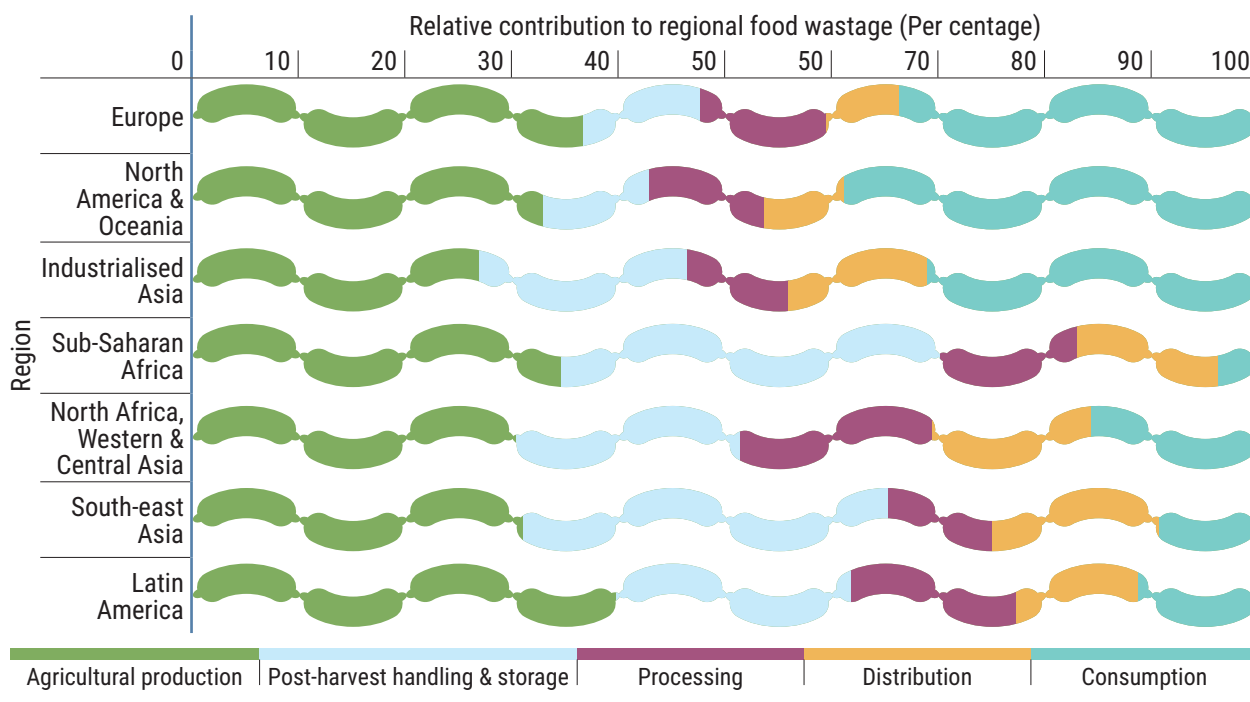 Relative contribution to regional food wastage (Per centage)
0 10 20 30 40 50 50 70 80 90 100
Region
Europe
North
America &
Oceania
Industrialised
Asia
Sub-Saharan
Africa
North Africa,
Western &
Central Asia
South-east
Asia
Latin
America
Agricultural production Post-harvest handling & storage Processing Distribution Consumption